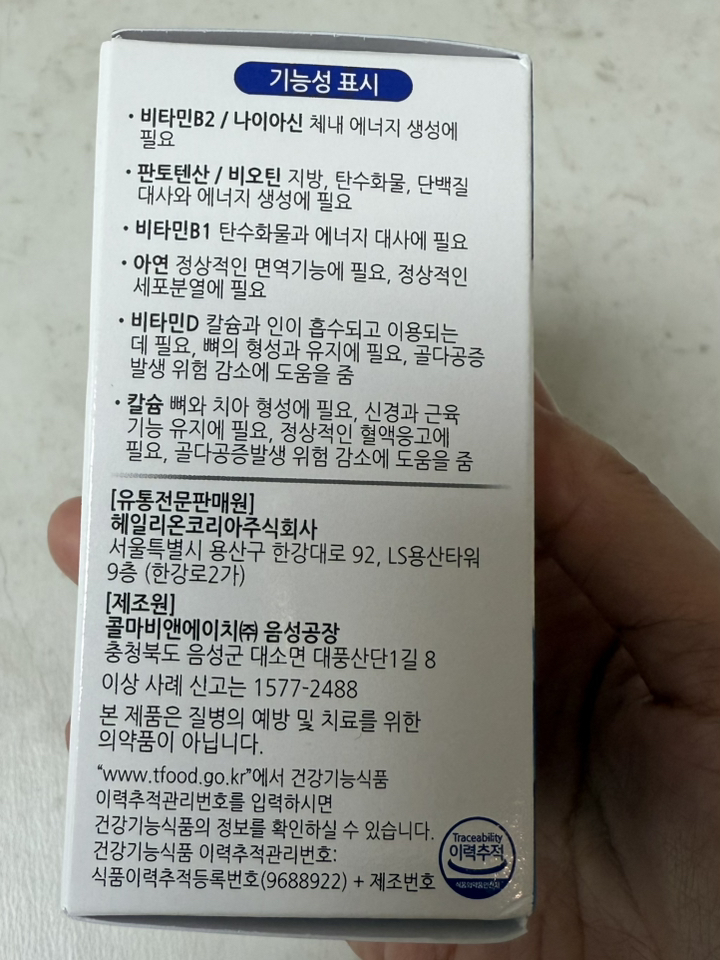 기능성 표시
• 비타민B2 / 나이아신 체내 에너지 생성에
필요
• 판토텐산 / 비오틴 지방, 탄수화물, 단백질
대사와 에너지 생성에 필요
• 비타민B1 탄수화물과 에너지 대사에 필요
• 아연 정상적인 면역기능에 필요, 정상적인
세포분열에 필요
• 비타민D 칼슘과 인이 흡수되고 이용되는
데 필요, 뼈의 형성과 유지에 필요, 골다공증
발생 위험 감소에 도움을 줌
• 칼슘 뼈와 치아 형성에 필요, 신경과 근육
기능 유지에 필요, 정상적인 혈액응고에
필요, 골다공증발생 위험 감소에 도움을 줌
[유통전문판매원]
헤일리온코리아주식회사
서울특별시 용산구 한강대로 92, LS용산타워
9층 (한강로2가)
[제조원]
콜마비앤에이치㈜ 음성공장
충청북도 음성군 대소면 대풍산단1길 8
이상 사례 신고는 1577-2488
본 제품은 질병의 예방 및 치료를 위한
의약품이 아닙니다.
“www.tfood.go.kr”에서 건강기능식품
이력추적관리번호를 입력하시면
건강기능식품의 정보를 확인하실 수 있습니다.
건강기능식품 이력추적관리번호:
식품이력추적등록번호(9688922) + 제조번호
Traceability
이력추적
식품의약품안전처